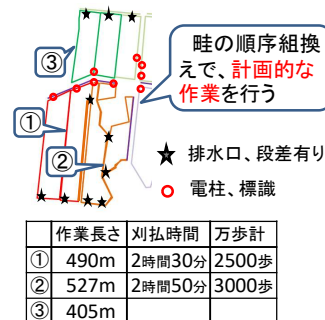 ③
畦の順序組換
えで、計画的な
作業を行う
①
②
★ 排水口、段差有り
○ 電柱、標識
作業長さ 刈払時間 万歩計
① 490m 2時間30分 2500歩
② 527m 2時間50分 3000歩
③ 405m